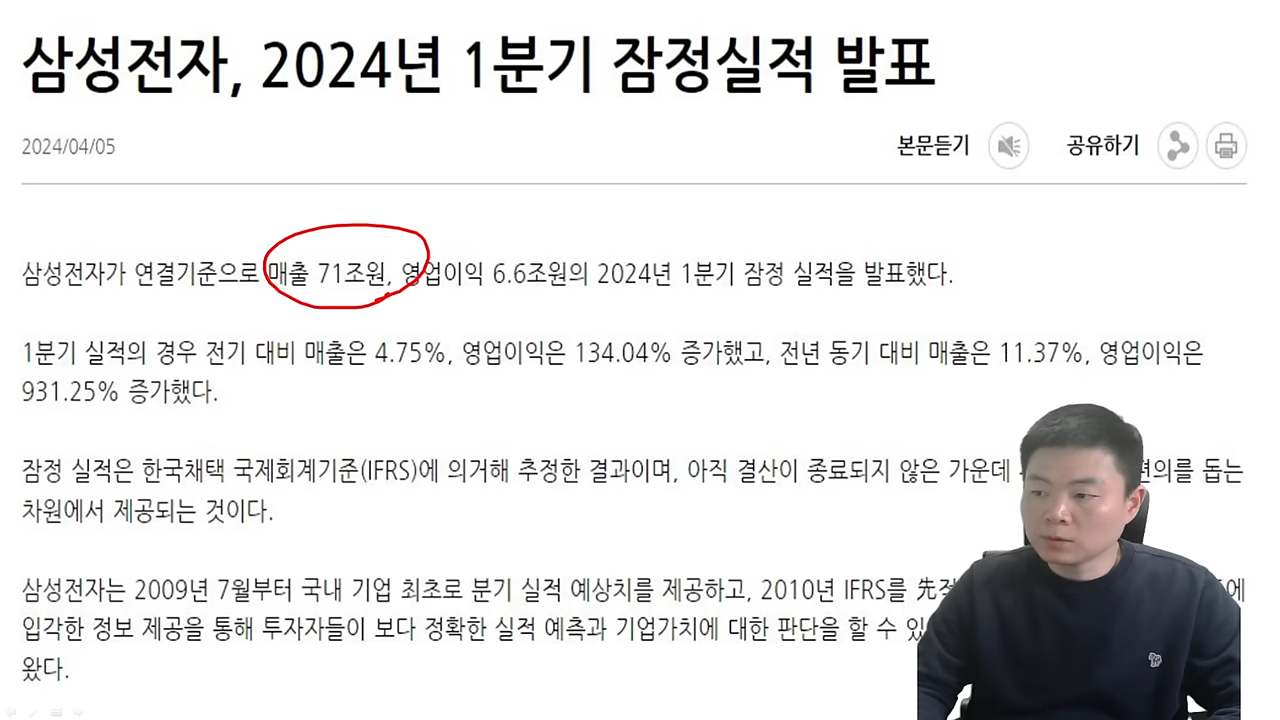 삼성전자, 2024년 1분기 잠정실적 발표
2024/04/05
본문듣기
공유하기
삼성전자가 연결기준으로 매출 71조원, 영업이익 6.6조원의 2024년 1분기 잠정 실적을 발표했다.
1분기 실적의 경우 전기 대비 매출은 4.75%, 영업이익은 134.04% 증가했고, 전년 동기 대비 매출은 11.37%, 영업이익은
931.25% 증가했다.
잠정 실적은 한국채택 국제회계기준(IFRS)에 의거해 추정한 결과이며, 아직 결산이 종료되지 않은 가운데 편의를 돕는
차원에서 제공되는 것이다.
삼성전자는 2009년 7월부터 국내 기업 최초로 분기 실적 예상치를 제공하고, 2010년 IFRS를
입각한 정보 제공을 통해 투자자들이 보다 정확한 실적 예측과 기업가치에 대한 판단을 할 수
왔다.